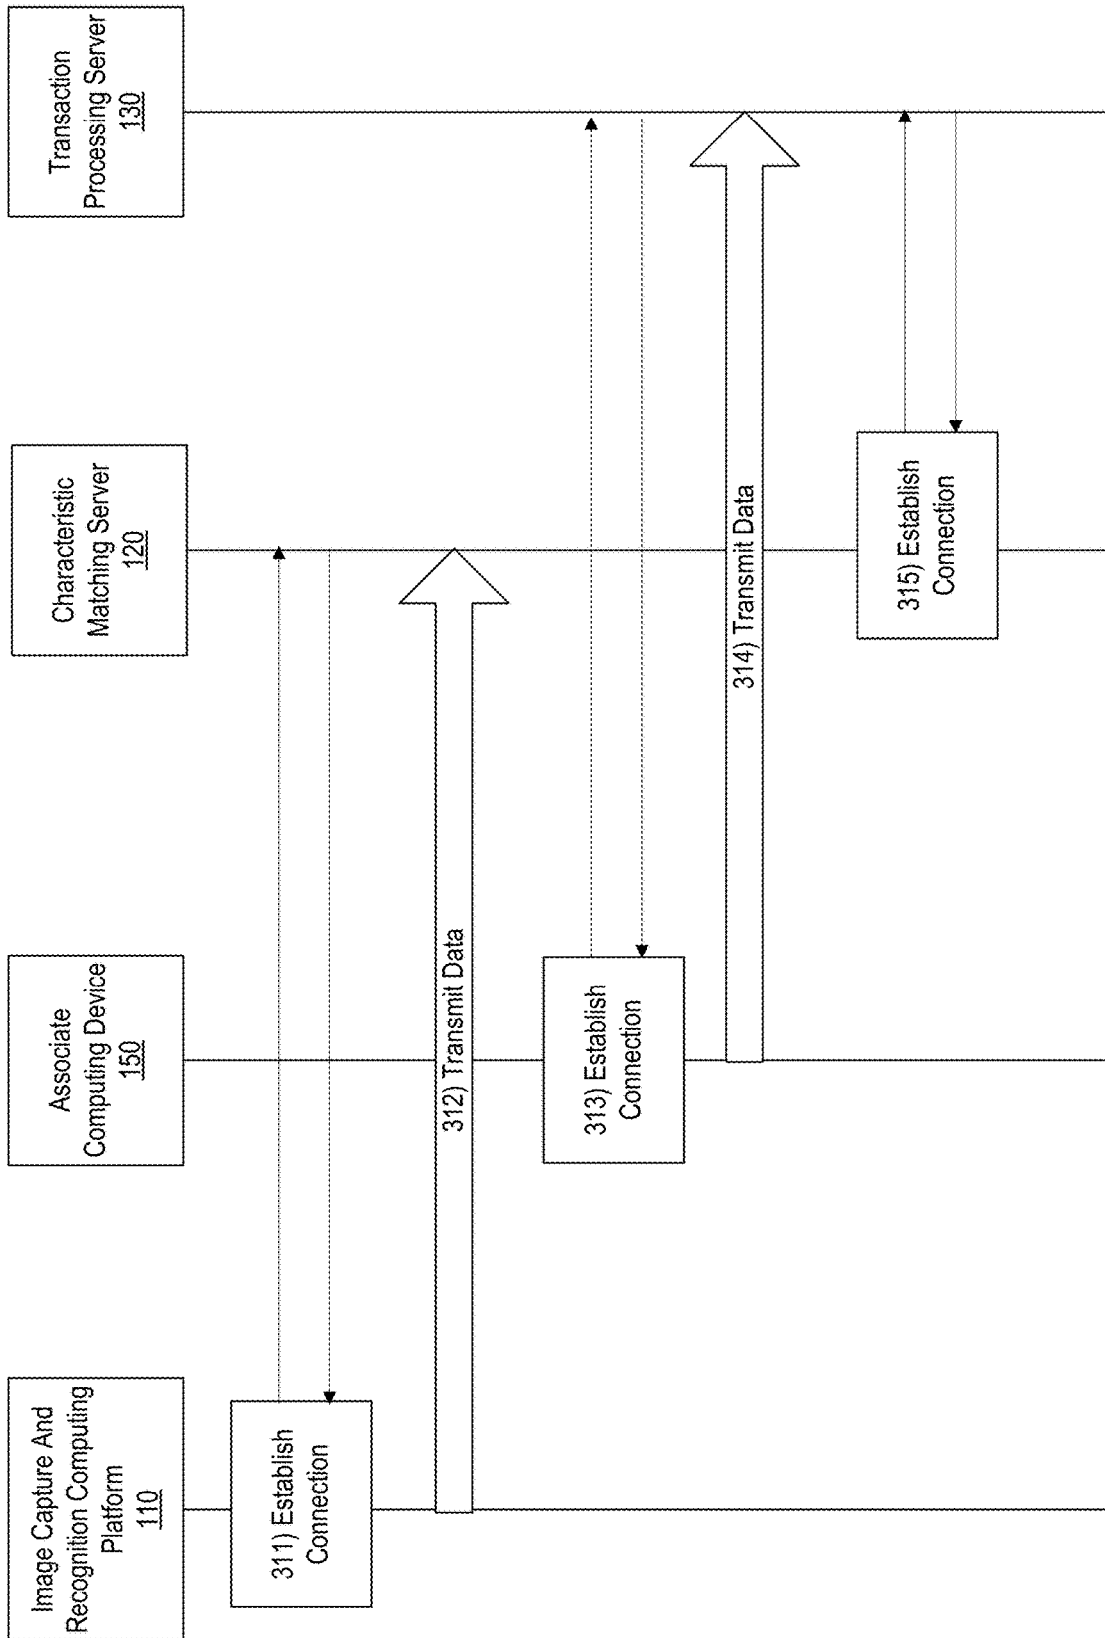 Image Capture And
Recognition Computing
Platform
110
Associate
Computing Device
150
Characteristic
Matching Server
120
Transaction
Processing Server
130
311) Establish
Connection
312) Transmit Data
313) Establish
Connection
314) Transmit Data
315) Establish
Connection